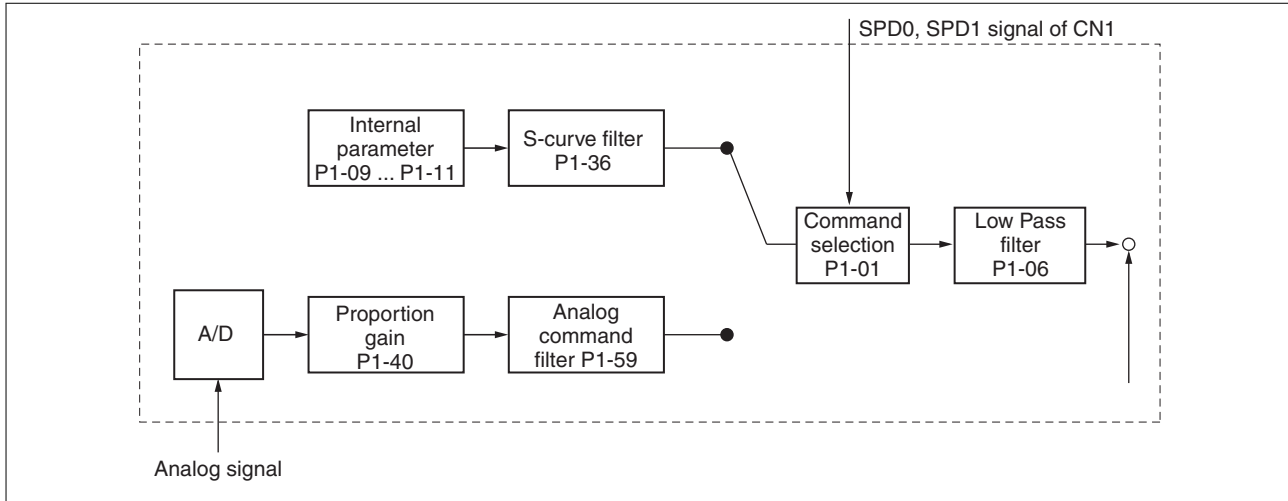 SPD0, SPD1 signal of CN1
Internal
parameter
P1-09 ... P1-11
S-curve filter
P1-36
Command
selection
P1-01
Low Pass
filter
P1-06
A/D
Proportion
gain
P1-40
Analog
command
filter P1-59
Analog signal